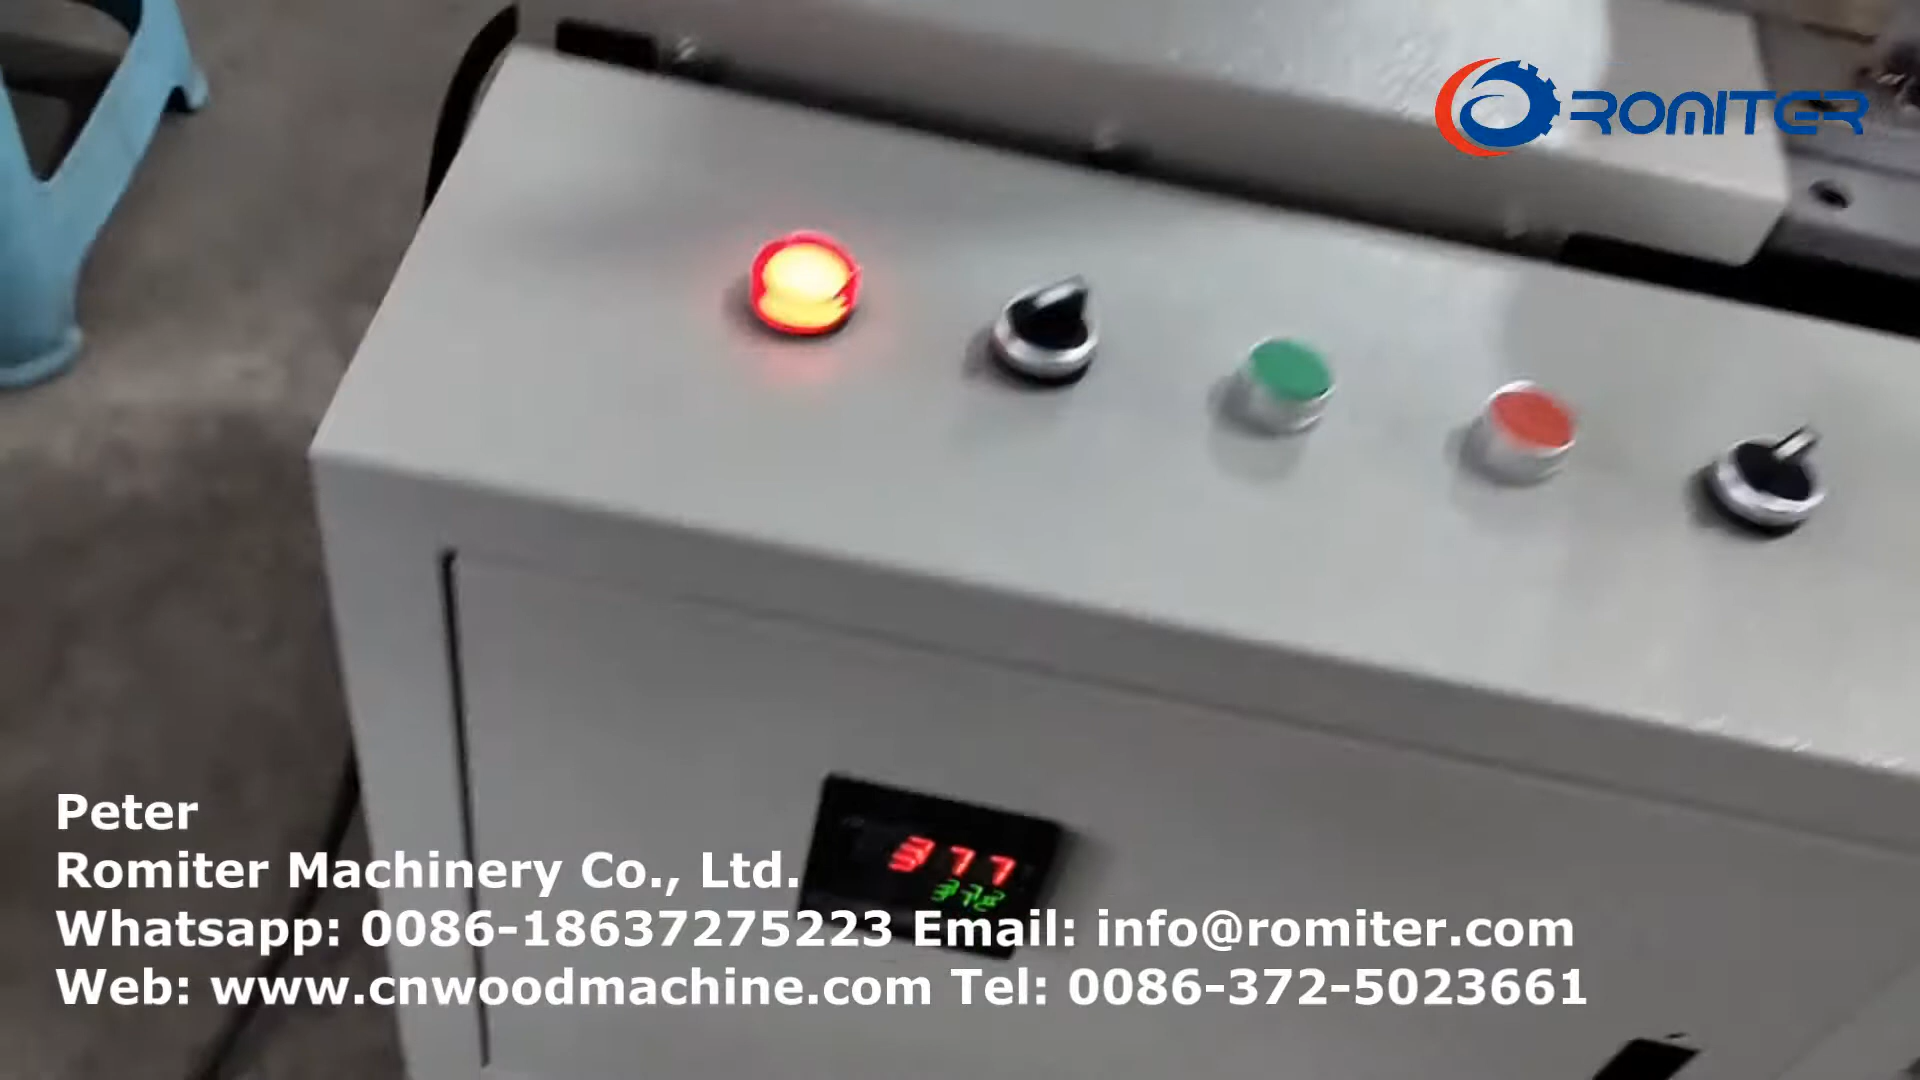 ROMITER
377
Peter
Romiter Machinery Co., Ltd.
Whatsapp: 0086-18637275223 Email: info@romiter.com
Web: www.cnwoodmachine.com Tel: 0086-372-5023661